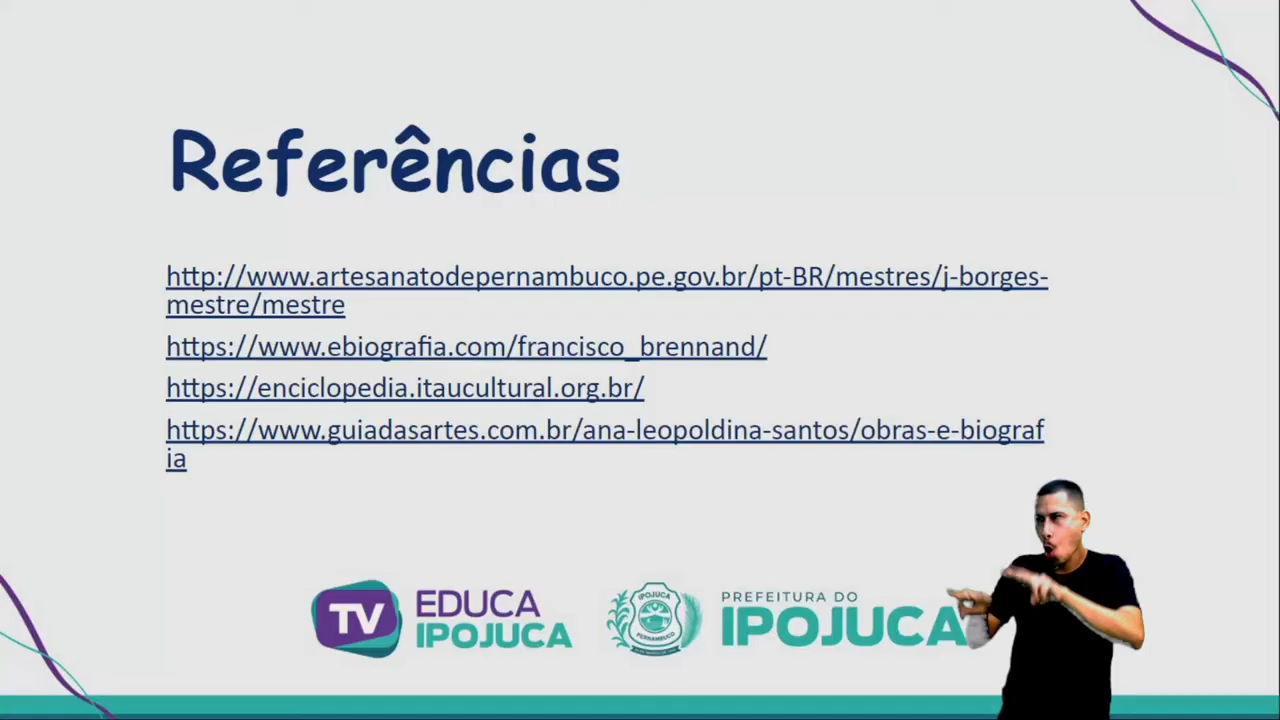 Referências
http://www.artesanatodepernambuco.pe.gov.br/pt-BR/mestres/j-borges-
mestre/mestre
https://www.ebiografia.com/francisco_brennand/
https://enciclopedia.itaucultural.org.br/
https://www.guiadasartes.com.br/ana-leopoldina-santos/obras-e-biograf
ia
TV EDUCA
IPOJUCA
IPOJUCA
PERNAMBUCO
PREFEITURA DO
IPOJUCA